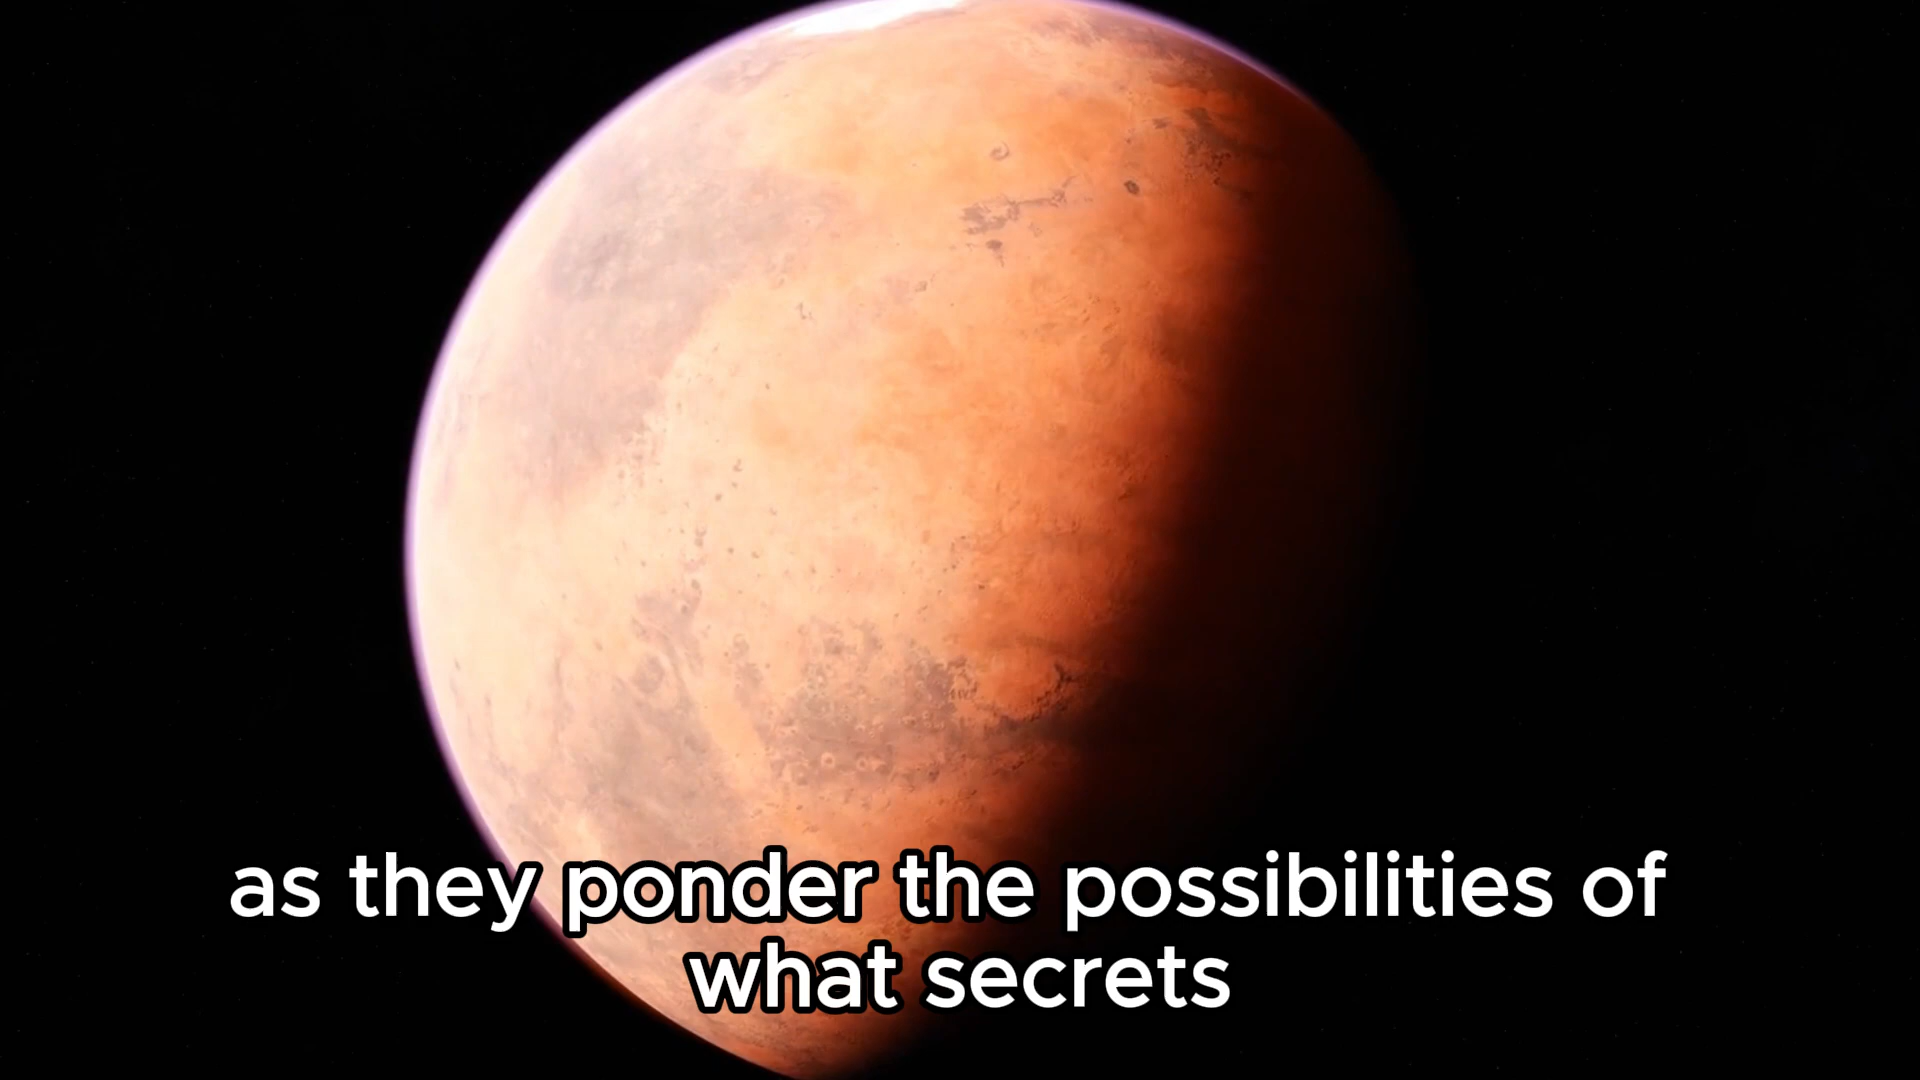 as they ponder the possibilities of
what secrets